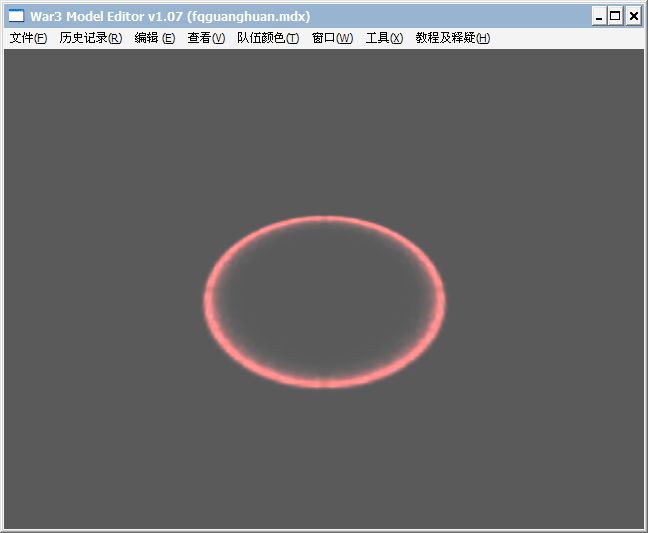 War3 Model Editor v1.07 (fqguanghuan.mdx)
文件(F) 历史记录(R) 编辑 (E) 查看(V) 队伍颜色(T) 窗口(W) 工具(X) 教程及释疑(H)